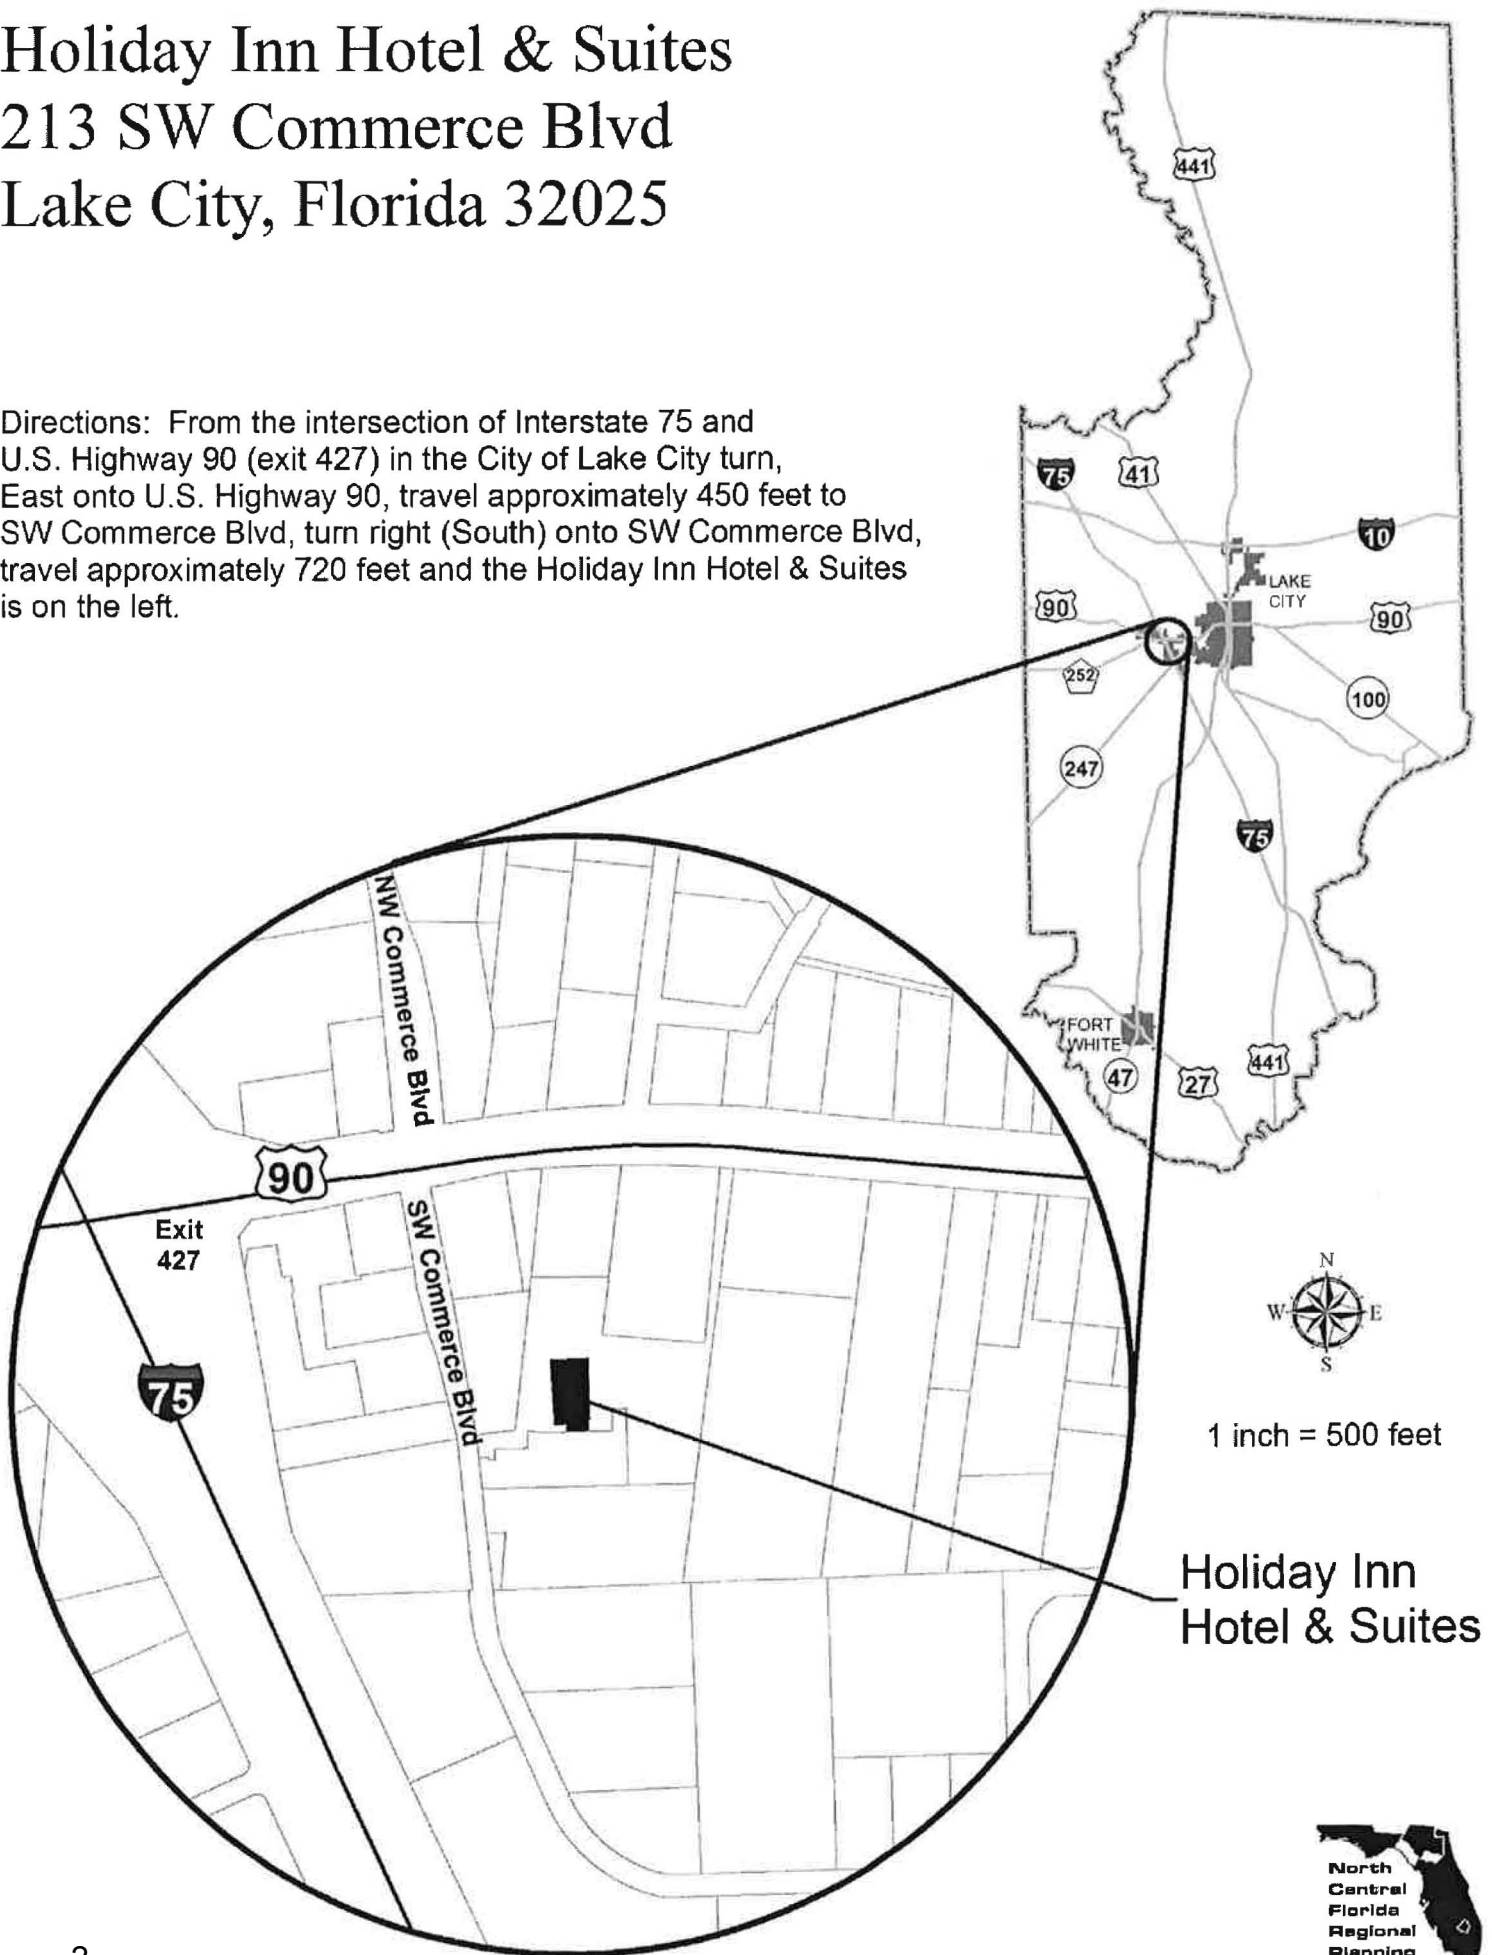 Holiday Inn Hotel & Suites
213 SW Commerce Blvd
Lake City, Florida 32025
Directions: From the intersection of Interstate 75 and
U.S. Highway 90 (exit 427) in the City of Lake City turn,
East onto U.S. Highway 90, travel approximately 450 feet to
SW Commerce Blvd, turn right (South) onto SW Commerce Blvd,
travel approximately 720 feet and the Holiday Inn Hotel & Suites
is on the left.
441
75
41
10
LAKE
CITY
90
90
252
100
247
75
FORT
WHITE
47
27
441
NW Commerce Blvd
90
Exit
427
SW Commerce Blvd
75
N
W
E
S
1 inch = 500 feet
Holiday Inn
Hotel & Suites
North
Central
Florida
Regional
Planning